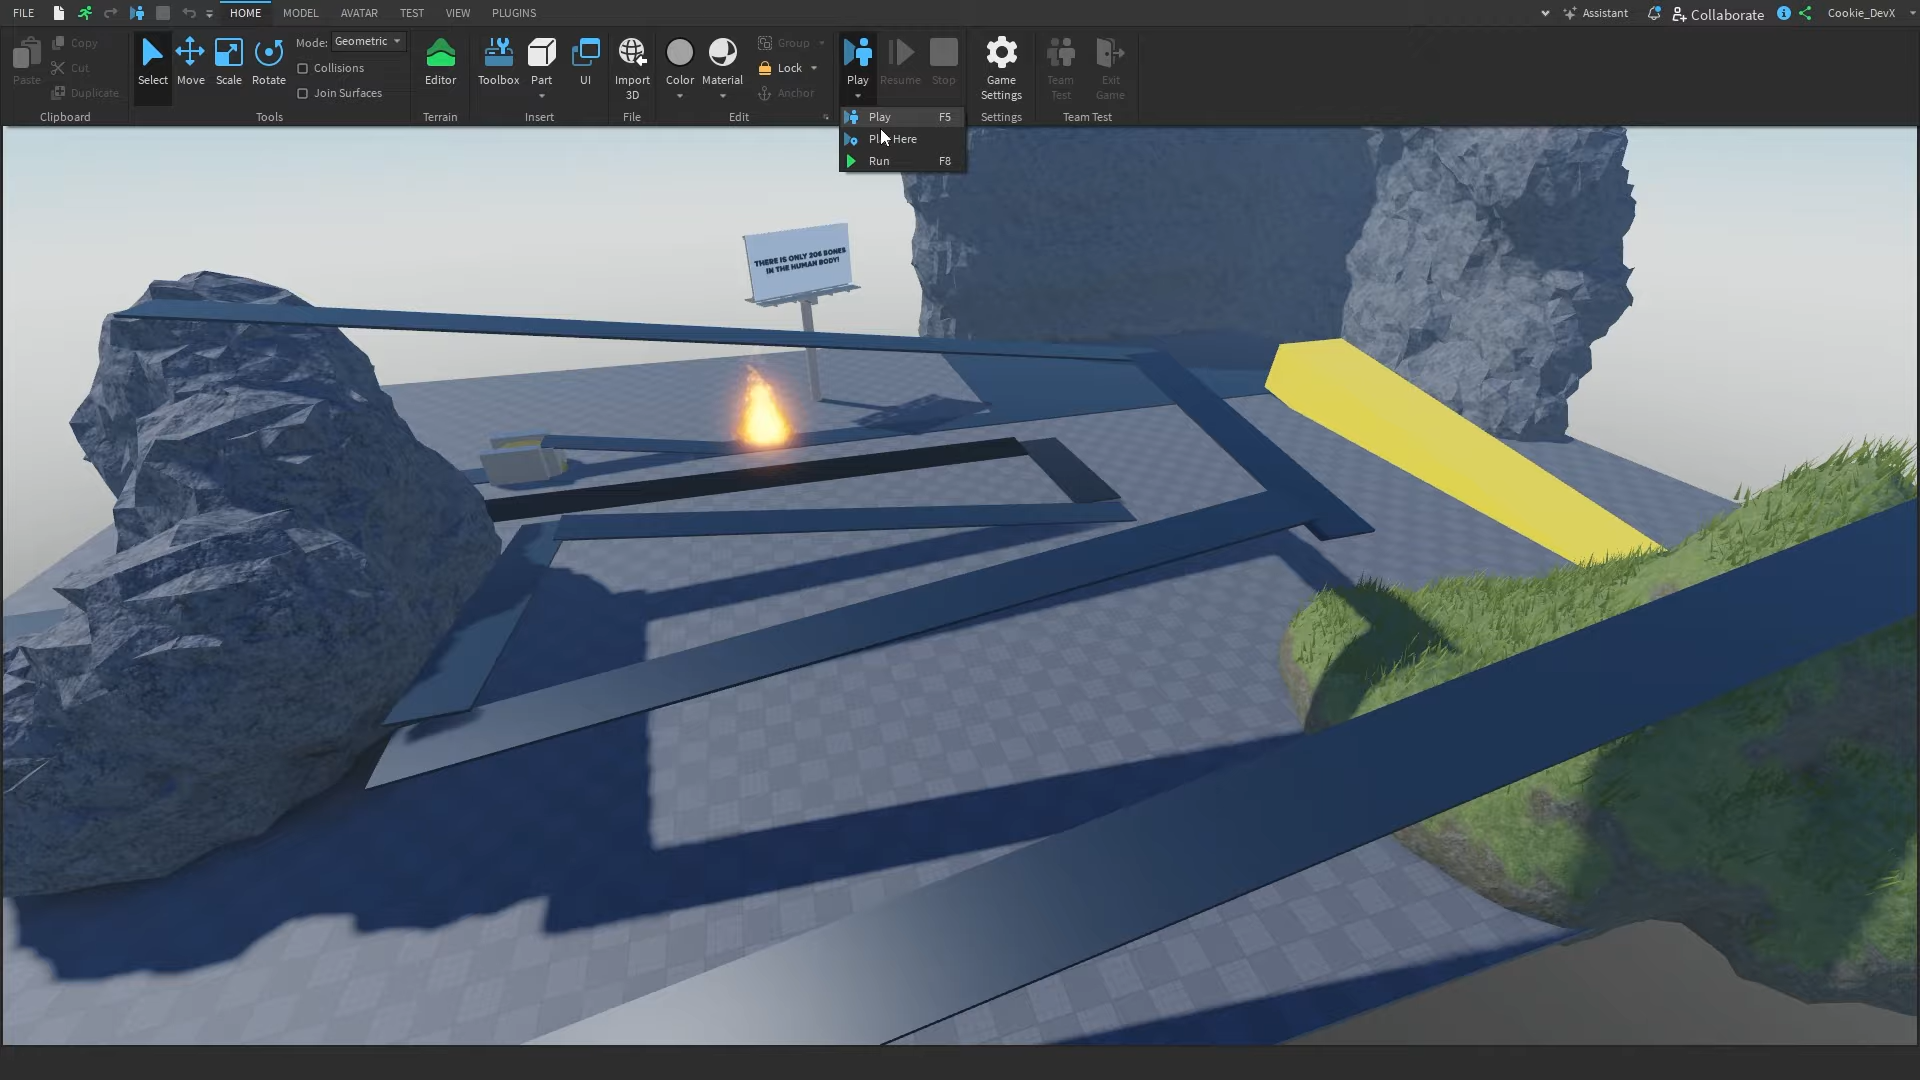 FILE
HOME
MODEL
AVATAR
TEST
VIEW
PLUGINS
Assistant
Collaborate
Cookie_DevX
Paste
Copy
Cut
Duplicate
Clipboard
Select
Move
Scale
Rotate
Mode: Geometric
Collisions
Join Surfaces
Tools
Editor
Terrain
Toolbox
Part
UI
Insert
Import
3D
File
Color
Material
Group
Lock
Anchor
Edit
Play
Resume
Stop
Play F5
Here
Run F8
Game
Settings
Settings
Team
Test
Exit
Game
Team Test
THERE IS ONLY 206 BONES
IN THE HUMAN BODY!